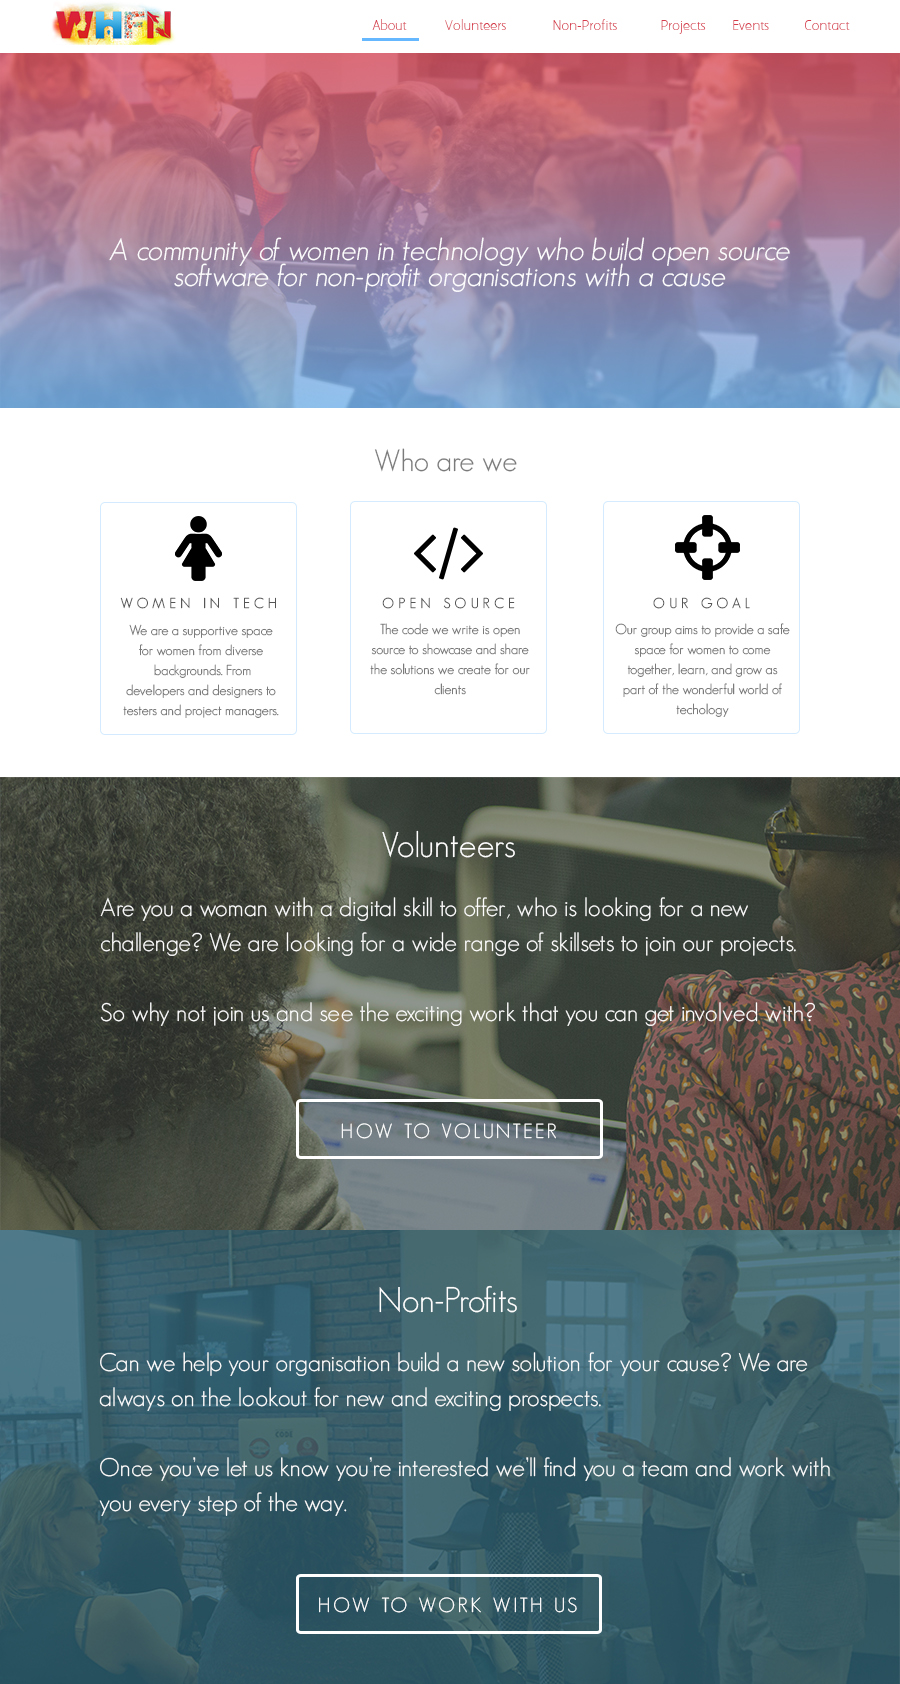 WHFN
About Volunteers Non-Profits Projects Events Contact
A community of women in technology who build open source
software for non-profit organisations with a cause
Who are we
WOMEN IN TECH
We are a supportive space
for women from diverse
backgrounds. From
developers and designers to
testers and project managers.
OPEN SOURCE
The code we write is open
source to showcase and share
the solutions we create for our
clients
OUR GOAL
Our group aims to provide a safe
space for women to come
together, learn, and grow as
part of the wonderful world of
techology
Volunteers
Are you a woman with a digital skill to offer, who is looking for a new
challenge? We are looking for a wide range of skillsets to join our projects.
So why not join us and see the exciting work that you can get involved with?
HOW TO VOLUNTEER
Non-Profits
Can we help your organisation build a new solution for your cause? We are
always on the lookout for new and exciting prospects.
CODE
Once you've let us know you're interested we'll find you a team and work with
you every step of the way.
HOW TO WORK WITH US